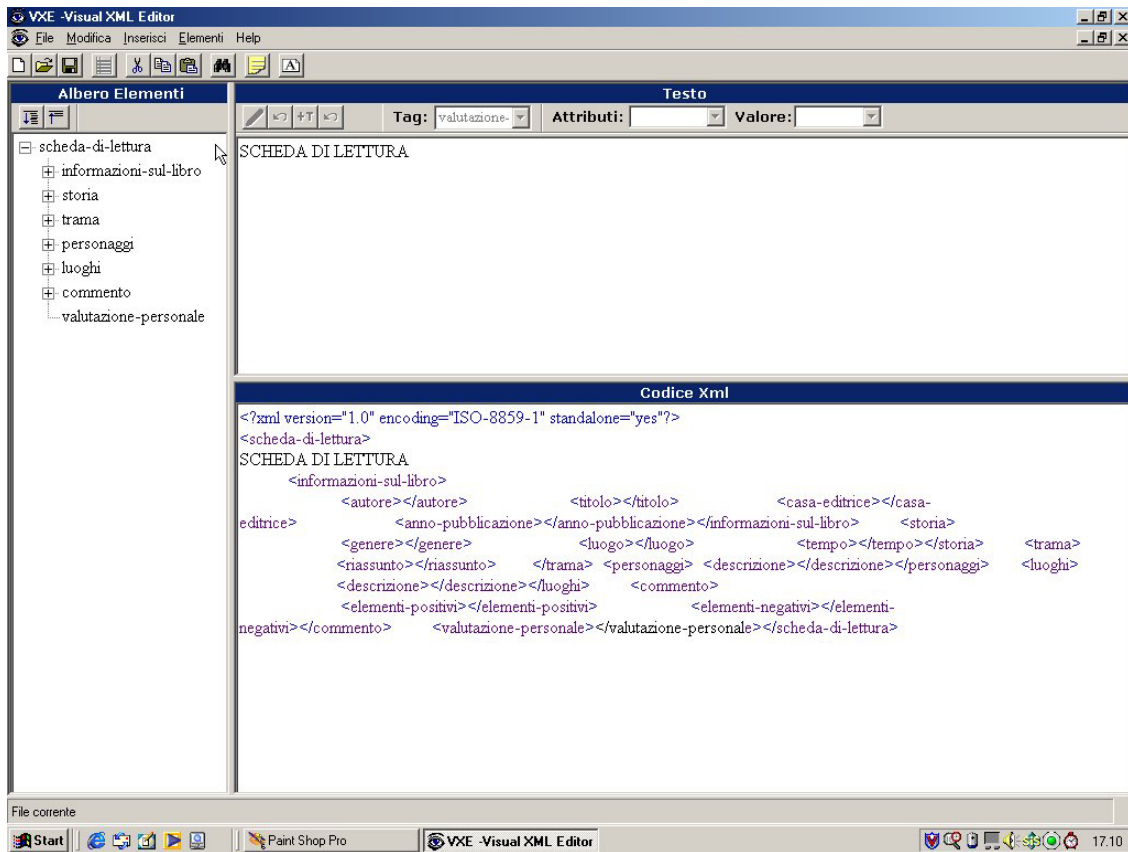 VXE -Visual XML Editor
File Modifica Inserisci Elementi Help
Albero Elementi
Testo
Tag: valutazione- Attributi: Valore:
scheda-di-lettura
informazioni-sul-libro
storia
trama
personaggi
luoghi
commento
valutazione-personale
SCHEDA DI LETTURA
Codice Xml
<?xml version="1.0" encoding="ISO-8859-1" standalone="yes"?>
<scheda-di-lettura>
SCHEDA DI LETTURA
<informazioni-sul-libro>
<autore></autore> <titolo></titolo> <casa-editrice></casa-
editrice> <anno-pubblicazione></anno-pubblicazione></informazioni-sul-libro> <storia>
<genere></genere> <luogo></luogo> <tempo></tempo></storia> <trama>
<riassunto></riassunto> </trama> <personaggi> <descrizione></descrizione></personaggi> <luoghi>
<descrizione></descrizione></luoghi> <commento>
<elementi-positivi></elementi-positivi> <elementi-negativi></elementi-
negativi></commento> <valutazione-personale></valutazione-personale></scheda-di-lettura>
File corrente
Start Paint Shop Pro VXE -Visual XML Editor 17.10